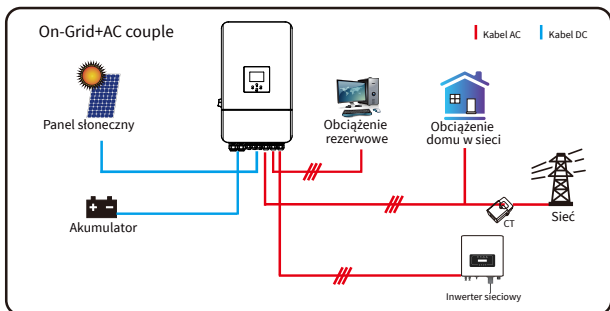 On-Grid+AC couple
Kabel AC
Kabel DC
Panel słoneczny
Obciążenie
rezerwowe
Obciążenie
domu w sieci
Akumulator
CT
Sieć
Inwerter sieciowy